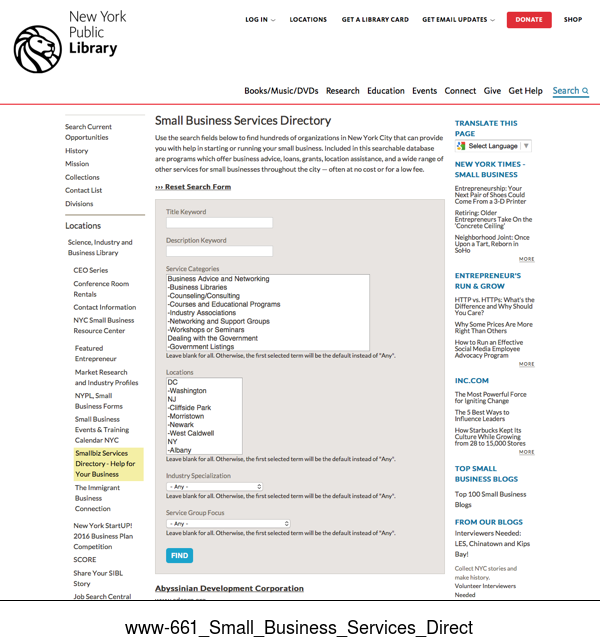 New York
Public
Library
LOG IN
LOCATIONS
GET A LIBRARY CARD
GET EMAIL UPDATES
DONATE
SHOP
Books/Music/DVDs
Research
Education
Events
Connect
Give
Get Help
Search
Search Current
Opportunities
History
Mission
Collections
Contact List
Divisions
Locations
Science, Industry and
Business Library
CEO Series
Conference Room
Rentals
Contact Information
NYC Small Business
Resource Center
Featured
Entrepreneur
Market Research
and Industry Profiles
NYPL, Small
Business Forms
Small Business
Events & Training
Calendar NYC
Smallbiz Services
Directory - Help for
Your Business
The Immigrant
Business
Connection
New York StartUP!
2016 Business Plan
Competition
SCORE
Share Your SIBL
Story
Job Search Central
Small Business Services Directory
Use the search fields below to find hundreds of organizations in New York City that can provide
you with help in starting or running your small business. Included in this searchable database
are programs which offer business advice, loans, grants, location assistance, and a wide range of
other services for small businesses throughout the city — often at no cost or for a low fee.
››› Reset Search Form
Title Keyword
Description Keyword
Service Categories
Business Advice and Networking
-Business Libraries
-Counseling/Consulting
-Courses and Educational Programs
-Industry Associations
-Networking and Support Groups
-Workshops or Seminars
Dealing with the Government
-Government Listings
Leave blank for all. Otherwise, the first selected term will be the default instead of "Any".
Locations
DC
-Washington
NJ
-Cliffside Park
-Morristown
-Newark
-West Caldwell
NY
-Albany
Leave blank for all. Otherwise, the first selected term will be the default instead of "Any".
Industry Specialization
- Any -
Leave blank for all. Otherwise, the first selected term will be the default instead of "Any".
Service Group Focus
- Any -
Leave blank for all. Otherwise, the first selected term will be the default instead of "Any".
FIND
Abyssinian Development Corporation
TRANSLATE THIS
PAGE
Select Language
NEW YORK TIMES -
SMALL BUSINESS
Entrepreneurship: Your
Next Pair of Shoes Could
Come From a 3-D Printer
Retiring: Older
Entrepreneurs Take On the
'Concrete Ceiling'
Neighborhood Joint: Once
Upon a Tart, Reborn in
SoHo
MORE
ENTREPRENEUR'S
RUN & GROW
HTTP vs. HTTPs: What's the
Difference and Why Should
You Care?
Why Some Prices Are More
Right Than Others
How to Run an Effective
Social Media Employee
Advocacy Program
MORE
INC.COM
The Most Powerful Force
for Igniting Change
The 5 Best Ways to
Influence Leaders
How Starbucks Kept Its
Culture While Growing
from 28 to 15,000 Stores
MORE
TOP SMALL
BUSINESS BLOGS
Top 100 Small Business
Blogs
FROM OUR BLOGS
Interviewers Needed:
LES, Chinatown and Kips
Bay!
Collect NYC stories and
make history.
Volunteer Interviewers
Needed
www-661_Small_Business_Services_Direct